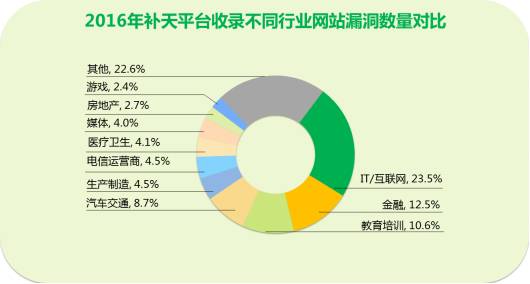 2016年补天平台收录不同行业网站漏洞数量对比
其他, 22.6%
游戏, 2.4%
房地产, 2.7%
媒体, 4.0%
医疗卫生, 4.1%
电信运营商, 4.5%
生产制造, 4.5%
汽车交通, 8.7%
IT/互联网, 23.5%
金融, 12.5%
教育培训, 10.6%